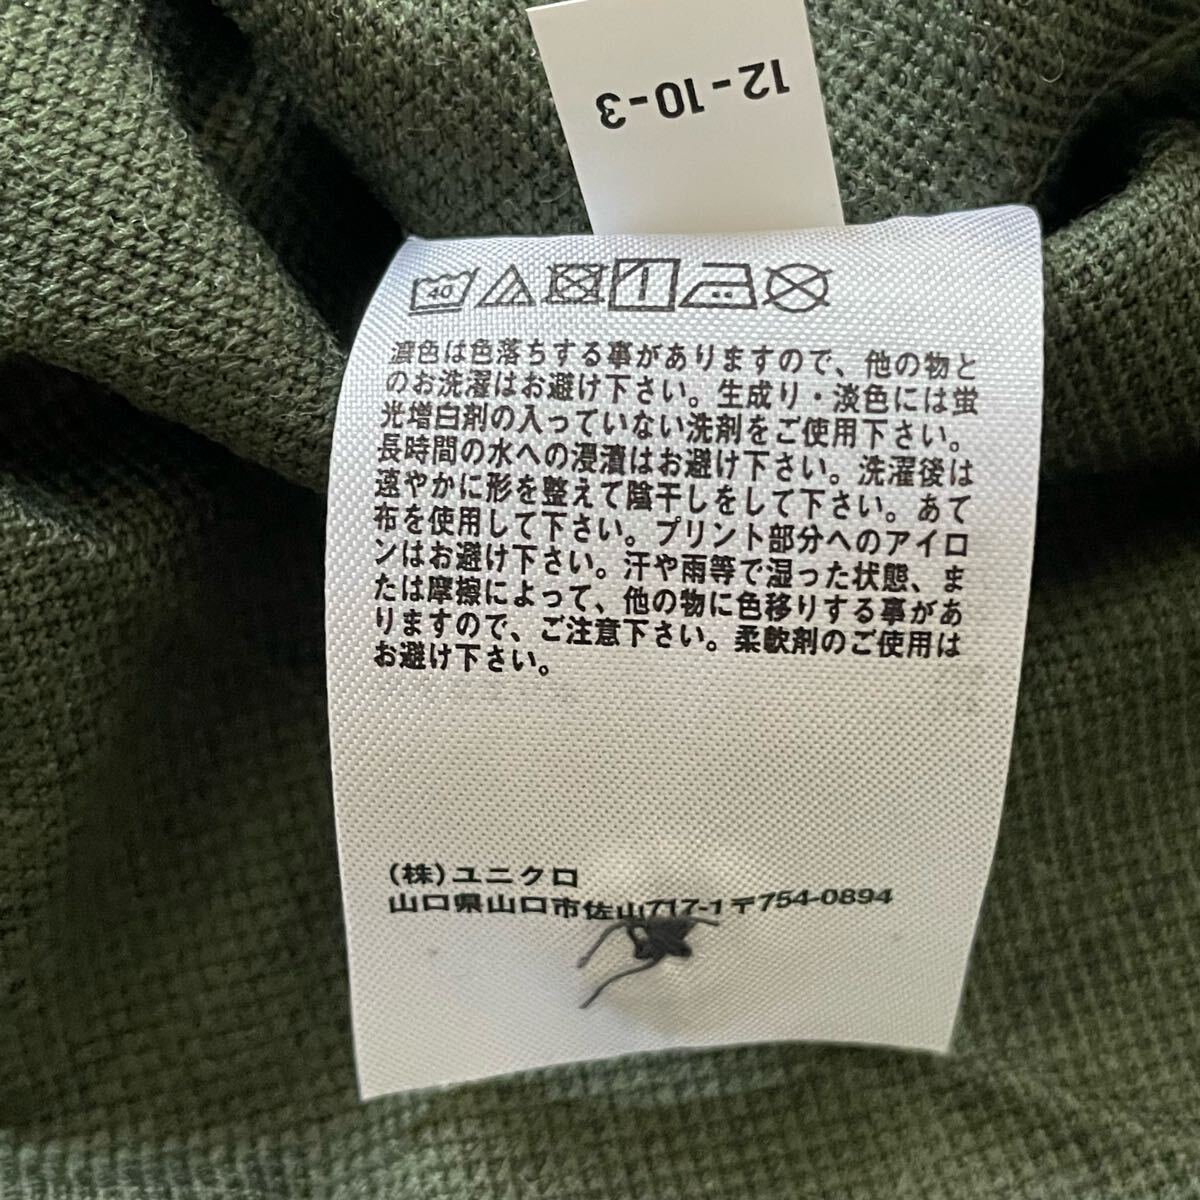 12-10-3
40
濃色は色落ちする事がありますので、他の物と
のお洗濯はお避け下さい。生成り・淡色には蛍
光増白剤の入っていない洗剤をご使用下さい。
長時間の水への浸漬はお避け下さい。洗濯後は
速やかに形を整えて陰干しをして下さい。あて
布を使用して下さい。プリント部分へのアイロ
ンはお避け下さい。汗や雨等で湿った状態、ま
たは摩擦によって、他の物に色移りする事があ
りますので、ご注意下さい。柔軟剤のご使用は
お避け下さい。
(株)ユニクロ
山口県山口市佐山717-1〒754-0894